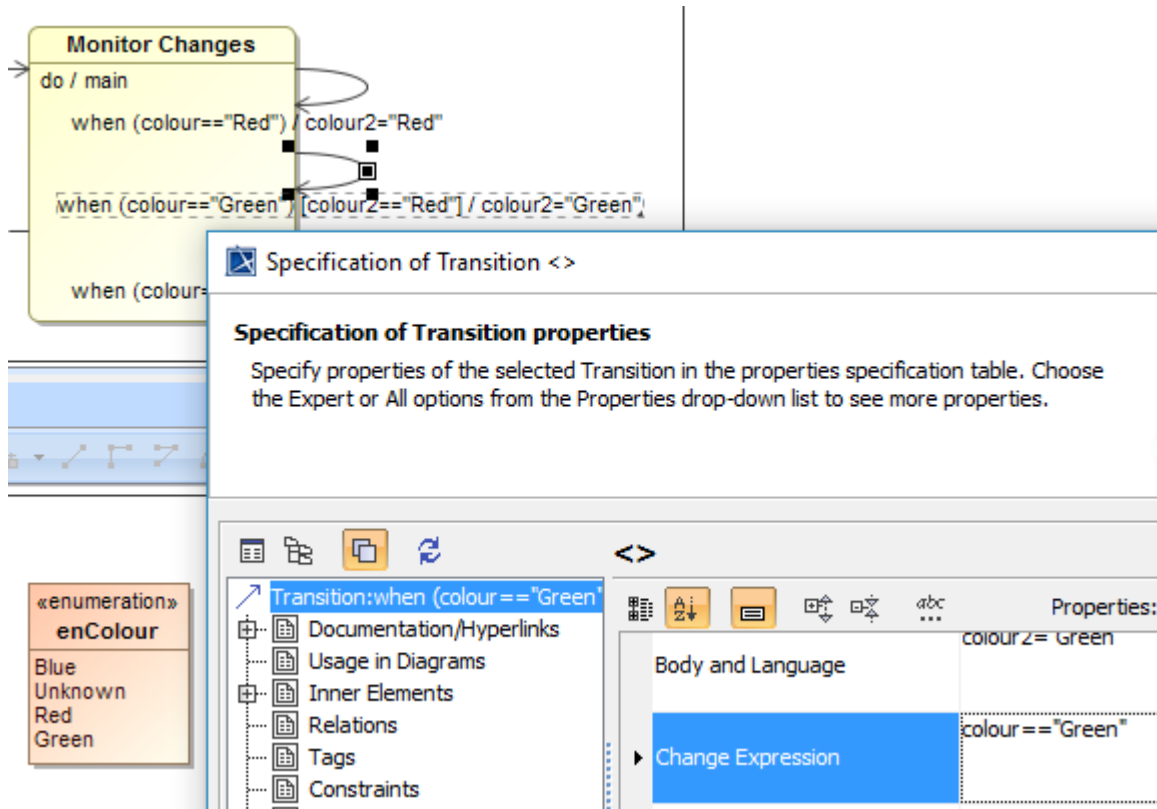 Monitor Changes
do / main
when (colour=="Red") / colour2="Red"
when (colour=="Green") [colour2=="Red"] / colour2="Green"
when (colour=
Specification of Transition <>
Specification of Transition properties
Specify properties of the selected Transition in the properties specification table. Choose
the Expert or All options from the Properties drop-down list to see more properties.
<>
Transition:when (colour=="Green"
Documentation/Hyperlinks
Usage in Diagrams
Inner Elements
Relations
Tags
Constraints
abc
Properties:
colour2="Green"
Body and Language
colour=="Green"
Change Expression
«enumeration»
enColour
Blue
Unknown
Red
Green